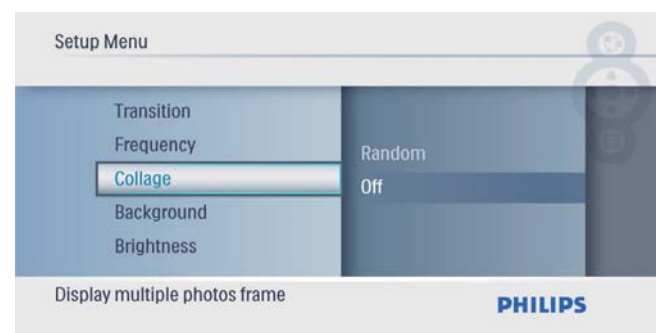 Setup Menu
Transition
Frequency
Collage
Background
Brightness
Random
Off
Display multiple photos frame
PHILIPS